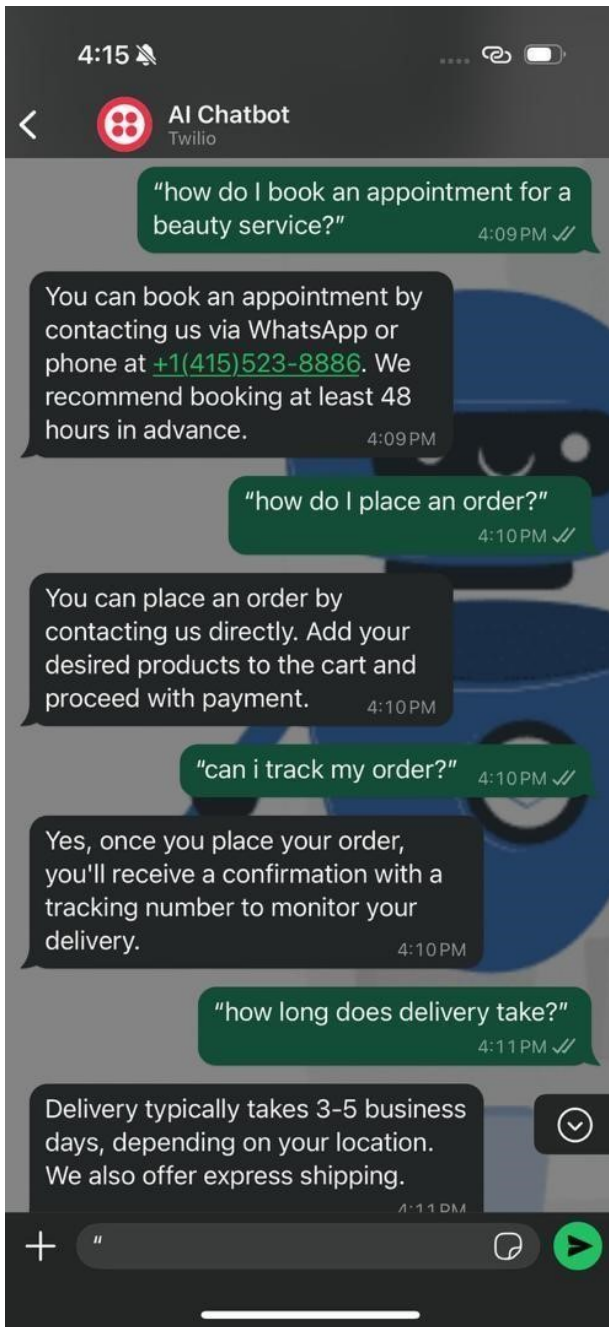 4:15
AI Chatbot
Twilio
“how do I book an appointment for a
beauty service?”
4:09 PM
You can book an appointment by
contacting us via WhatsApp or
phone at +1(415)523-8886. We
recommend booking at least 48
hours in advance.
4:09 PM
“how do I place an order?”
4:10 PM
You can place an order by
contacting us directly. Add your
desired products to the cart and
proceed with payment.
4:10 PM
“can i track my order?”
4:10 PM
Yes, once you place your order,
you'll receive a confirmation with a
tracking number to monitor your
delivery.
4:10 PM
“how long does delivery take?”
4:11 PM
Delivery typically takes 3-5 business
days, depending on your location.
We also offer express shipping.
4:11 PM
“